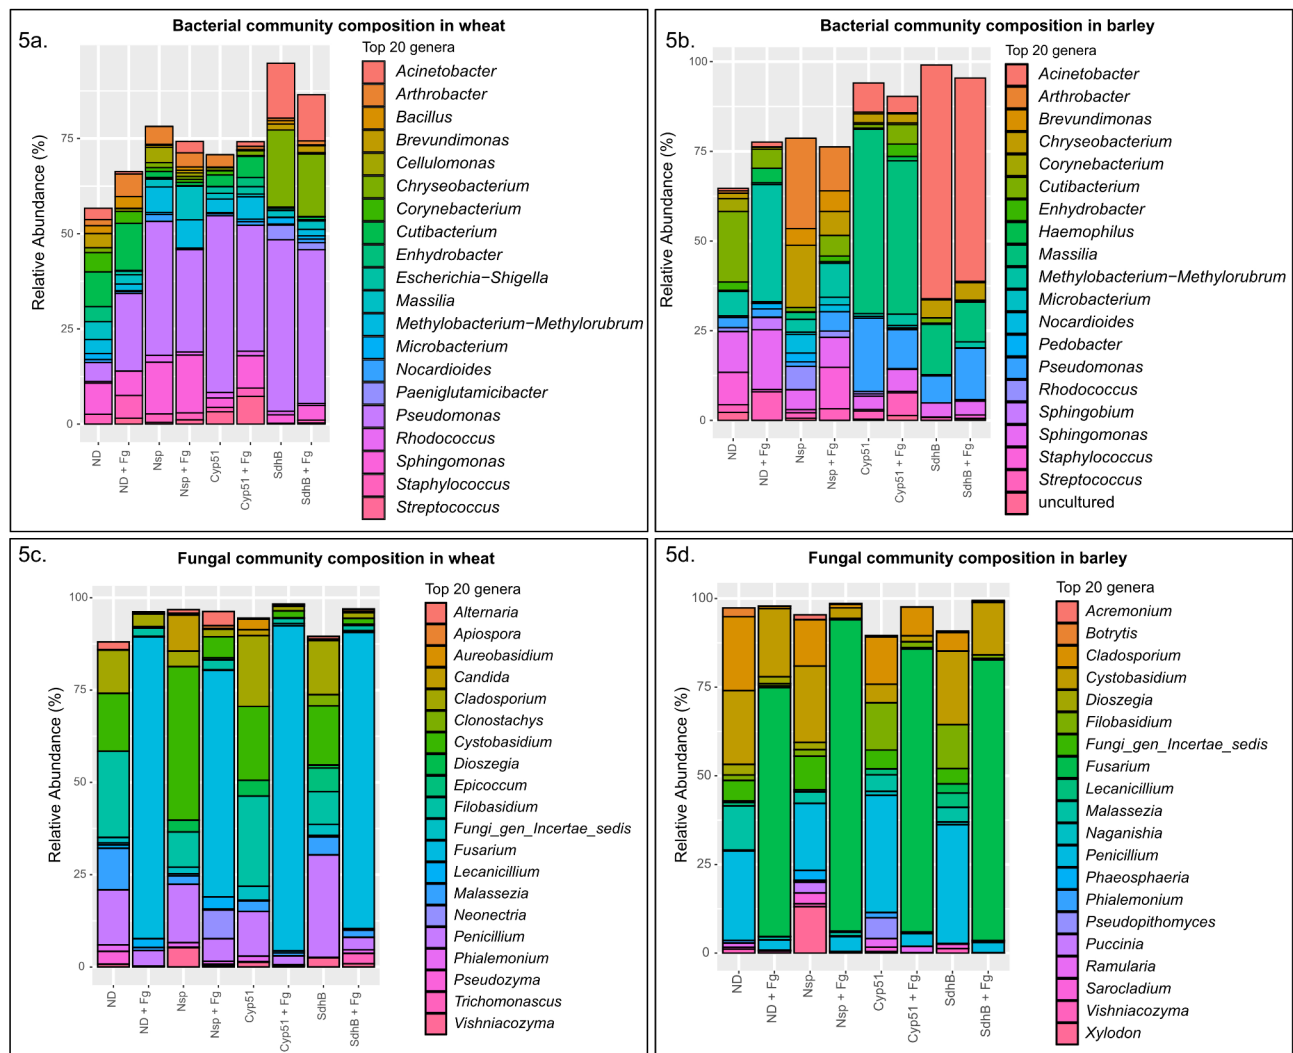 5a.
Bacterial community composition in wheat
Top 20 genera
Relative Abundance (%)
75
50
25
0
ND
ND + Fg
Nsp
Nsp + Fg
Cyp51
Cyp51 + Fg
SdhB
SdhB + Fg
Acinetobacter
Arthrobacter
Bacillus
Brevundimonas
Cellulomonas
Chryseobacterium
Corynebacterium
Cutibacterium
Enhydrobacter
Escherichia−Shigella
Massilia
Methylobacterium−Methylorubrum
Microbacterium
Nocardioides
Paeniglutamicibacter
Pseudomonas
Rhodococcus
Sphingomonas
Staphylococcus
Streptococcus
5b.
Bacterial community composition in barley
Top 20 genera
Relative Abundance (%)
100
75
50
25
0
ND
ND + Fg
Nsp
Nsp + Fg
Cyp51
Cyp51 + Fg
SdhB
SdhB + Fg
Acinetobacter
Arthrobacter
Brevundimonas
Chryseobacterium
Corynebacterium
Cutibacterium
Enhydrobacter
Haemophilus
Massilia
Methylobacterium−Methylorubrum
Microbacterium
Nocardioides
Pedobacter
Pseudomonas
Rhodococcus
Sphingobium
Sphingomonas
Staphylococcus
Streptococcus
uncultured
5c.
Fungal community composition in wheat
Top 20 genera
Relative Abundance (%)
100
75
50
25
0
ND
ND + Fg
Nsp
Nsp + Fg
Cyp51
Cyp51 + Fg
SdhB
SdhB + Fg
Alternaria
Apiospora
Aureobasidium
Candida
Cladosporium
Clonostachys
Cystobasidium
Dioszegia
Epicoccum
Filobasidium
Fungi_gen_Incertae_sedis
Fusarium
Lecanicillium
Malassezia
Neonectria
Penicillium
Phialemonium
Pseudozyma
Trichomonascus
Vishniacozyma
5d.
Fungal community composition in barley
Top 20 genera
Relative Abundance (%)
100
75
50
25
0
ND
ND + Fg
Nsp
Nsp + Fg
Cyp51
Cyp51 + Fg
SdhB
SdhB + Fg
Acremonium
Botrytis
Cladosporium
Cystobasidium
Dioszegia
Filobasidium
Fungi_gen_Incertae_sedis
Fusarium
Lecanicillium
Malassezia
Naganishia
Penicillium
Phaeosphaeria
Phialemonium
Pseudopithomyces
Puccinia
Ramularia
Sarocladium
Vishniacozyma
Xylodon